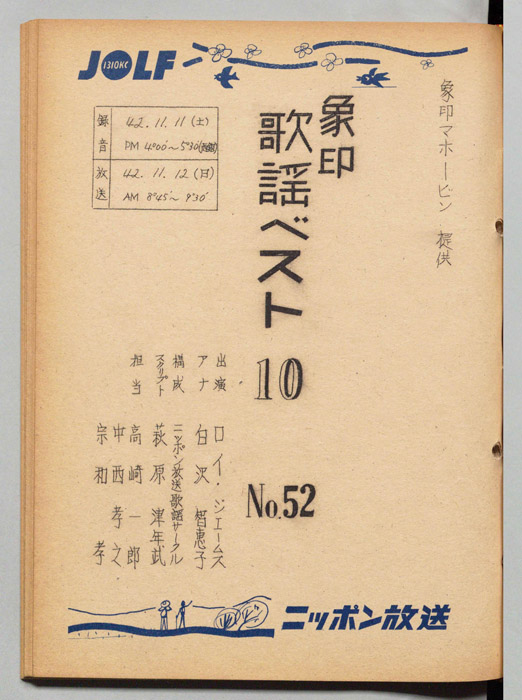 JOLF
1310KC
象印マホービン 提供
象印
歌謡ベスト10
No.52
録音 42.11.11(土)
PM 4°00'~5'30
放送 42.11.12(日)
AM 8°45'~9'30'
出演 ロイ・ジェームス
アナ 白沢 智恵子
構成 ニッポン放送歌謡サークル
スクリプト 萩原 津年武
担当 高崎 一郎
中西 孝之
宗和 孝
ニッポン放送